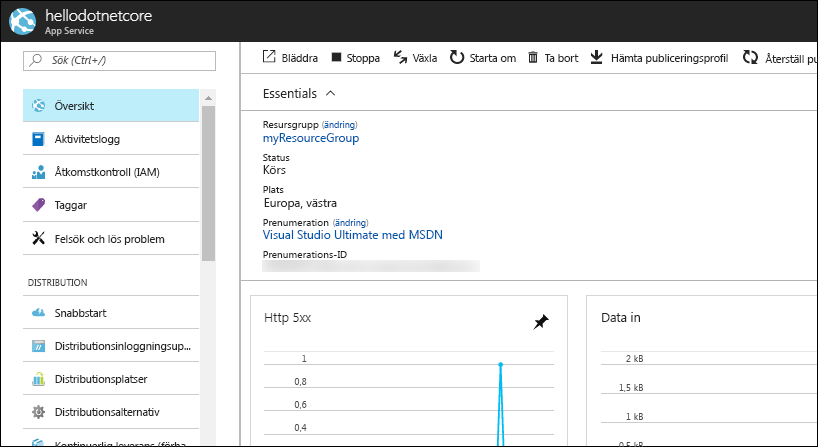 hellodotnetcore
App Service
Sök (Ctrl+/)
Översikt
Aktivitetslogg
Åtkomstkontroll (IAM)
Taggar
Felsök och lös problem
DISTRIBUTION
Snabbstart
Distributionsinloggningsup...
Distributionsplatser
Distributionsalternativ
Kontinuerlig leverans (förha
Bläddra
Stoppa
Växla
Starta om
Ta bort
Hämta publiceringsprofil
Återställ pu
Essentials
Resursgrupp (ändring)
myResourceGroup
Status
Körs
Plats
Europa, västra
Prenumeration (ändring)
Visual Studio Ultimate med MSDN
Prenumerations-ID
Http 5xx
1
0,8
0,6
0,4
Data in
2 kB
1,5 kB
1 kB
0,5 kB